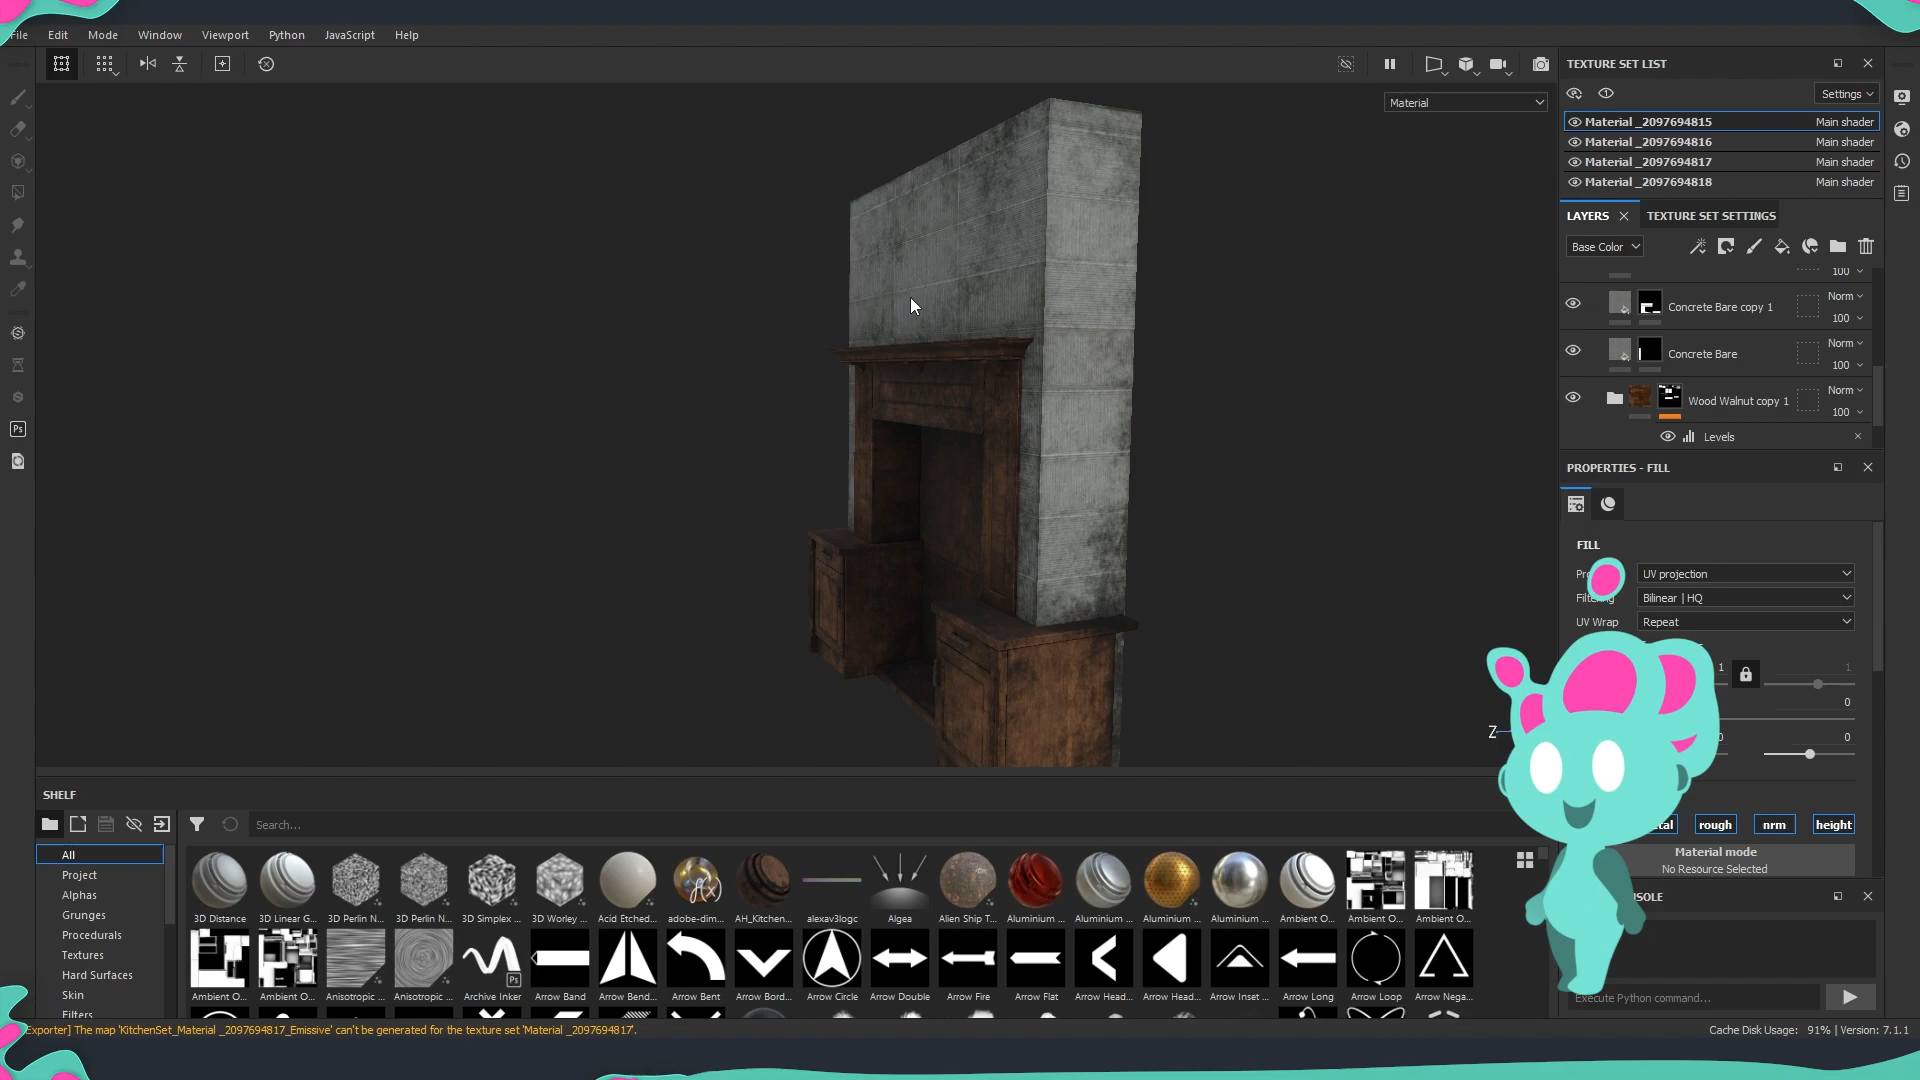 File Edit Mode Window Viewport Python JavaScript Help
Material
TEXTURE SET LIST
Settings
Material _2097694815 Main shader
Material _2097694816 Main shader
Material _2097694817 Main shader
Material _2097694818 Main shader
LAYERS TEXTURE SET SETTINGS
Base Color
100
Concrete Bare copy 1 Norm
100
Concrete Bare Norm
100
Wood Walnut copy 1 Norm
100
Levels
PROPERTIES - FILL
FILL
UV projection
Filtering Bilinear | HQ
UV Wrap Repeat
1 1
0
0 0
Z
tal rough nrm height
Material mode
No Resource Selected
SOLE
Execute Python command...
SHELF
Search...
All
Project
Alphas
Grunges
Procedurals
Textures
Hard Surfaces
Skin
Filters
3D Distance 3D Linear G... 3D Perlin N... 3D Perlin N... 3D Simplex ... 3D Worley ... Acid Etched... adobe-dim... AH_Kitchen... alexav3logc Algea Alien Ship T... Aluminium ... Aluminium ... Aluminium ... Aluminium ... Ambient O... Ambient O... Ambient O...
Ambient O... Ambient O... Anisotropic ... Anisotropic ... Archive Inker Arrow Band Arrow Bend... Arrow Bent Arrow Bord... Arrow Circle Arrow Double Arrow Fire Arrow Flat Arrow Head... Arrow Head... Arrow Inset ... Arrow Long Arrow Loop Arrow Nega...
Ps
Ps
Exporter] The map 'KitchenSet_Material _2097694817_Emissive' can't be generated for the texture set 'Material _2097694817'.
Cache Disk Usage: 91% | Version: 7.1.1